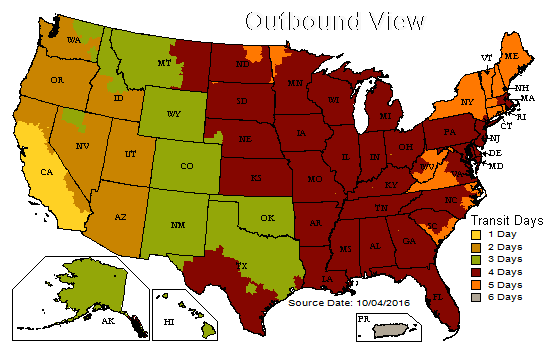 Outbound View
WA
MT
ND
MN
VT
ME
OR
ID
SD
WI
MI
NY
NH
MA
RI
CT
WY
NE
IA
PA
NJ
DE
MD
NV
UT
CO
IL
IN
OH
WV
VA
CA
KS
MO
KY
AZ
NM
OK
AR
TN
NC
SC
TX
LA
MS
AL
GA
FL
AK
HI
PR
Transit Days
1 Day
2 Days
3 Days
4 Days
5 Days
6 Days
Source Date: 10/04/2016